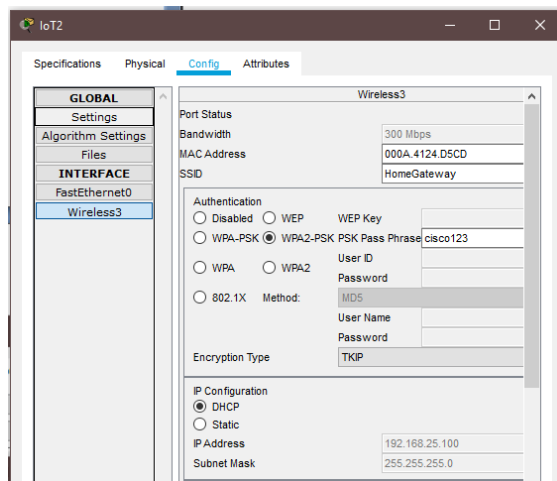 IoT2
Specifications Physical Config Attributes
GLOBAL
Settings
Algorithm Settings
Files
INTERFACE
FastEthernet0
Wireless3
Wireless3
Port Status
Bandwidth 300 Mbps
MAC Address 000A.4124.D5CD
SSID HomeGateway
Authentication
Disabled WEP WEP Key
WPA-PSK WPA2-PSK PSK Pass Phrase cisco123
User ID
WPA WPA2
Password
802.1X Method: MD5
User Name
Password
Encryption Type TKIP
IP Configuration
DHCP
Static
IP Address 192.168.25.100
Subnet Mask 255.255.255.0